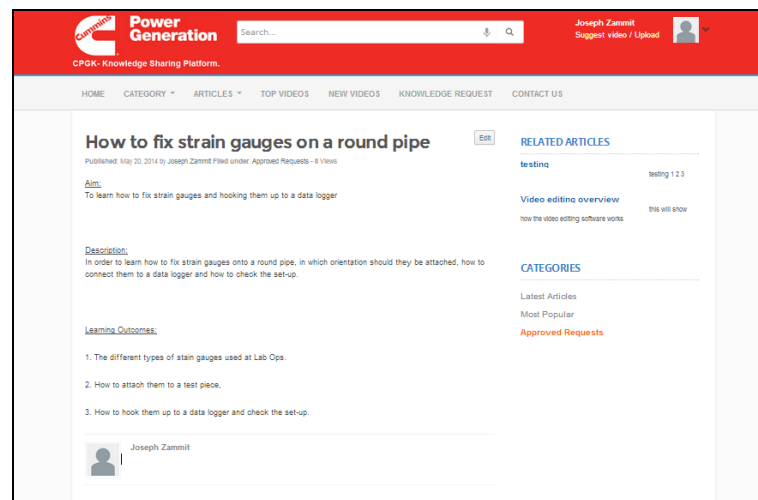 Cummins
Power
Generation
CPGK- Knowledge Sharing Platform.
Search...
Joseph Zammit
Suggest video / Upload
HOME CATEGORY ARTICLES TOP VIDEOS NEW VIDEOS KNOWLEDGE REQUEST CONTACT US
How to fix strain gauges on a round pipe
Edit
Published: May 20, 2014 by Joseph Zammit Filed under: Approved Requests - 0 Views
Aim:
To learn how to fix strain gauges and hooking them up to a data logger
Description:
In order to learn how to fix strain gauges onto a round pipe, in which orientation should they be attached, how to
connect them to a data logger and how to check the set-up.
Learning Outcomes:
1. The different types of stain gauges used at Lab Ops.
2. How to attach them to a test piece,
3. How to hook them up to a data logger and check the set-up.
Joseph Zammit
RELATED ARTICLES
testing
testing 1 2 3
Video editing overview
this will show
how the video editing software works
CATEGORIES
Latest Articles
Most Popular
Approved Requests